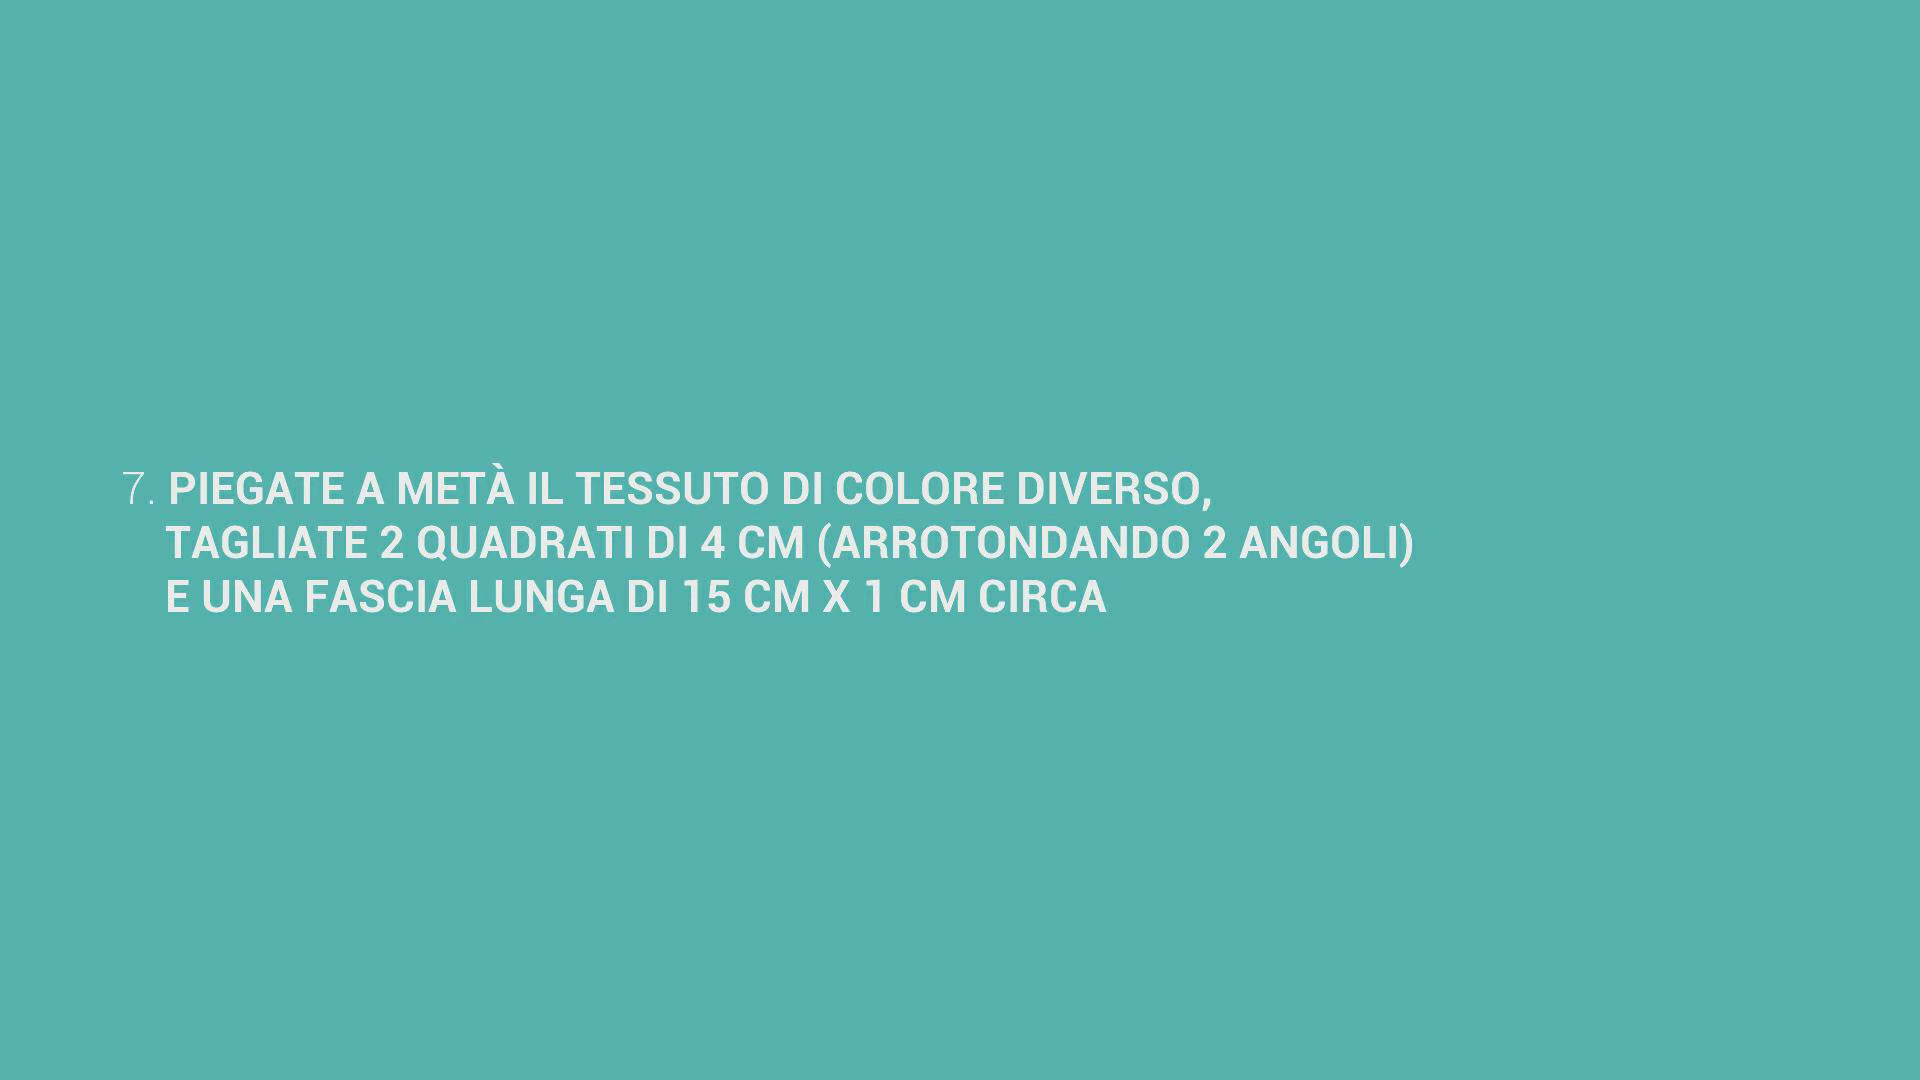 7. PIEGATE A METÀ IL TESSUTO DI COLORE DIVERSO,
TAGLIATE 2 QUADRATI DI 4 CM (ARROTONDANDO 2 ANGOLI)
E UNA FASCIA LUNGA DI 15 CM X 1 CM CIRCA